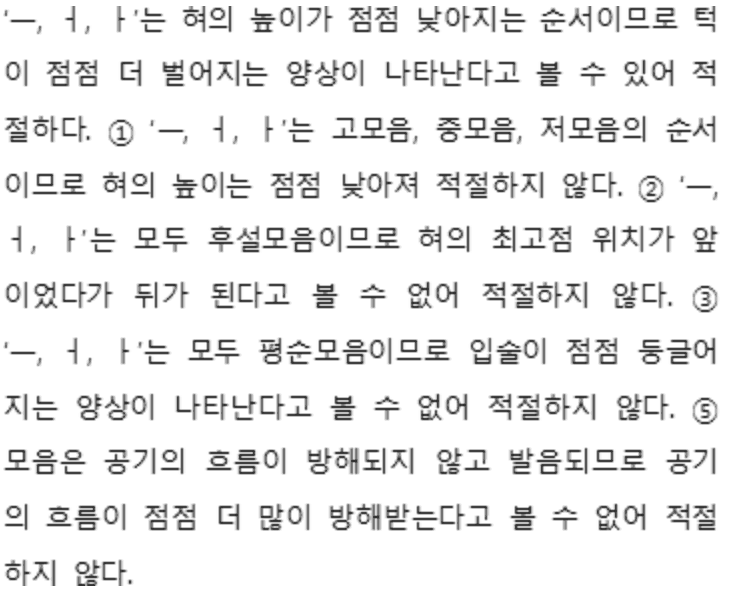 ‘ㅡ, ㅓ, ㅏ’는 혀의 높이가 점점 낮아지는 순서이므로 턱
이 점점 더 벌어지는 양상이 나타난다고 볼 수 있어 적
절하다. ① ‘ㅡ, ㅓ, ㅏ’는 고모음, 중모음, 저모음의 순서
이므로 혀의 높이는 점점 낮아져 적절하지 않다. ② ‘ㅡ,
ㅓ, ㅏ’는 모두 후설모음이므로 혀의 최고점 위치가 앞
이었다가 뒤가 된다고 볼 수 없어 적절하지 않다. ③
‘ㅡ, ㅓ, ㅏ’는 모두 평순모음이므로 입술이 점점 둥글어
지는 양상이 나타난다고 볼 수 없어 적절하지 않다. ⑤
모음은 공기의 흐름이 방해되지 않고 발음되므로 공기
의 흐름이 점점 더 많이 방해받는다고 볼 수 없어 적절
하지 않다.